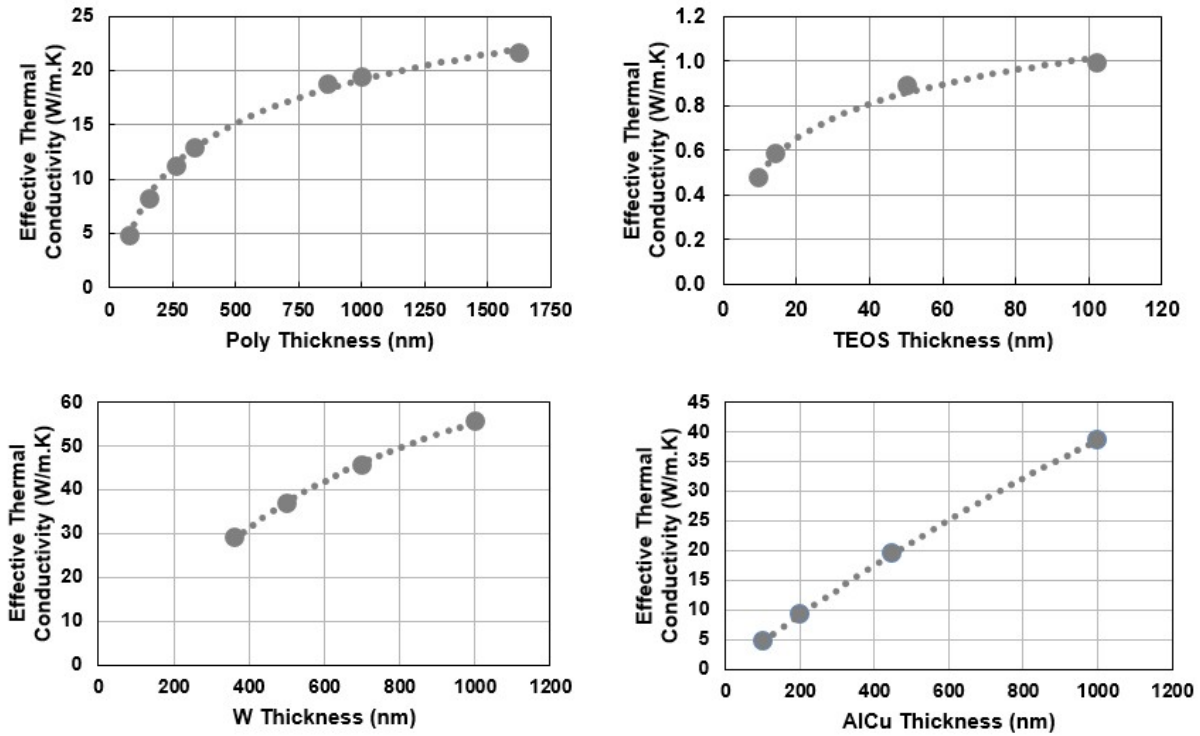 Effective Thermal
Conductivity (W/m.K)
25
20
15
10
5
0
0 250 500 750 1000 1250 1500 1750
Poly Thickness (nm)
Effective Thermal
Conductivity (W/m.K)
1.2
1.0
0.8
0.6
0.4
0.2
0.0
0 20 40 60 80 100 120
TEOS Thickness (nm)
Effective Thermal
Conductivity (W/m.K)
60
50
40
30
20
10
0
0 200 400 600 800 1000 1200
W Thickness (nm)
Effective Thermal
Conductivity (W/m.K)
45
40
35
30
25
20
15
10
5
0
0 200 400 600 800 1000 1200
AlCu Thickness (nm)